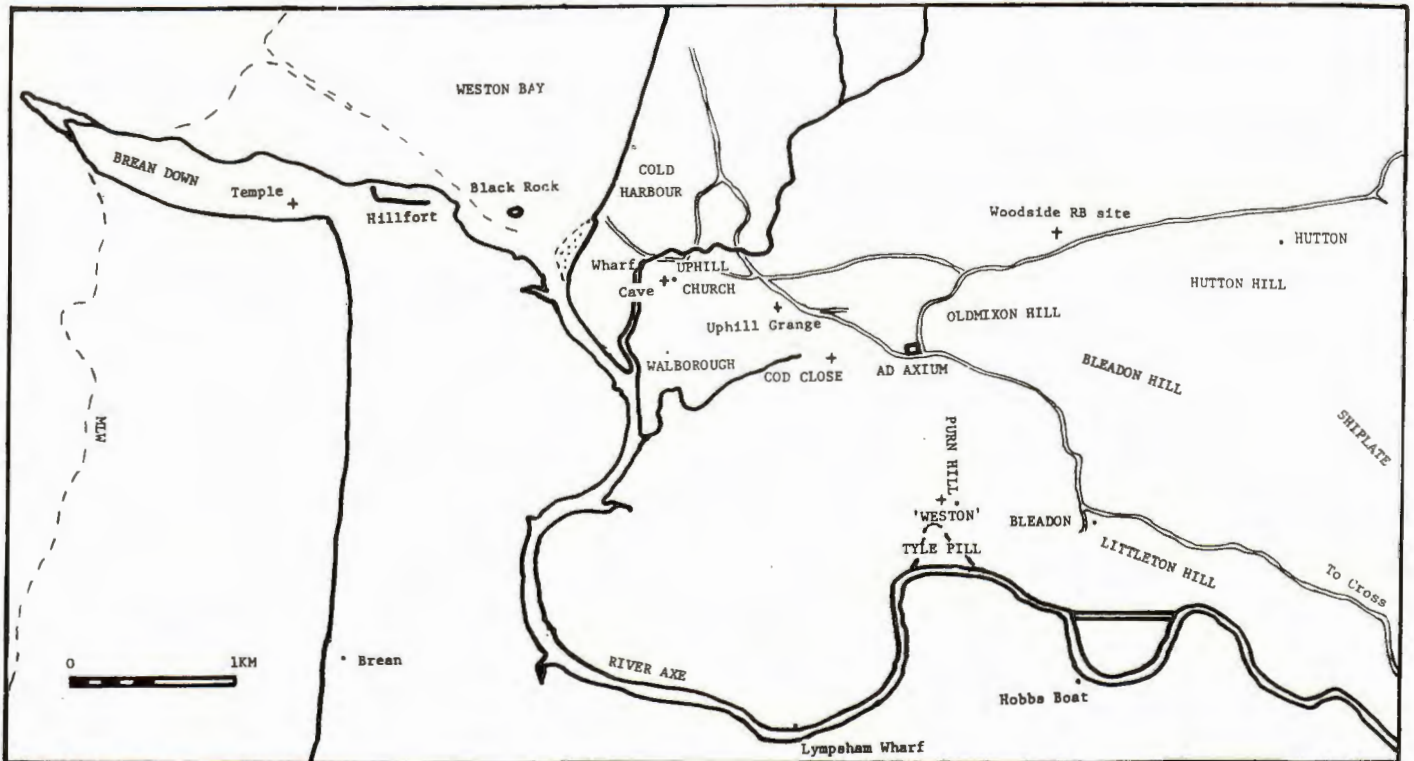 WESTON BAY
BREAN DOWN
Temple
Hillfort
Black Rock
COLD
HARBOUR
Woodside RB site
HUTTON
HUTTON HILL
Wharf
UPHILL
Cave
CHURCH
Uphill Grange
OLDMIXON HILL
WALBOROUGH
COD CLOSE
AD AXIUM
BLEADON HILL
SHIPLATE
MLW
PURN HILL
'WESTON'
BLEADON
TYLE PILL
LITTLETON HILL
To Cross
0 1KM
Brean
RIVER AXE
Hobbs Boat
Lympsham Wharf